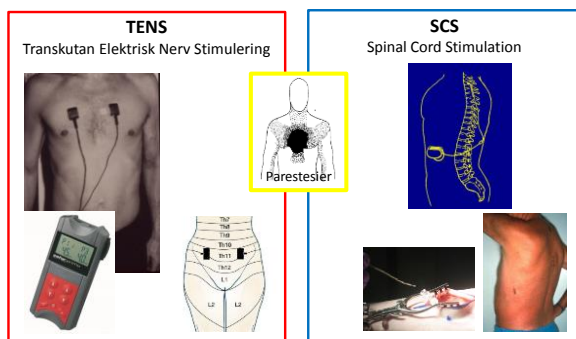 TENS
Transkutan Elektrisk Nerv Stimulering
SCS
Spinal Cord Stimulation
Parestesier
Th7
Th8
Th9
Th10
Th11
Th12
L1
L2 L2